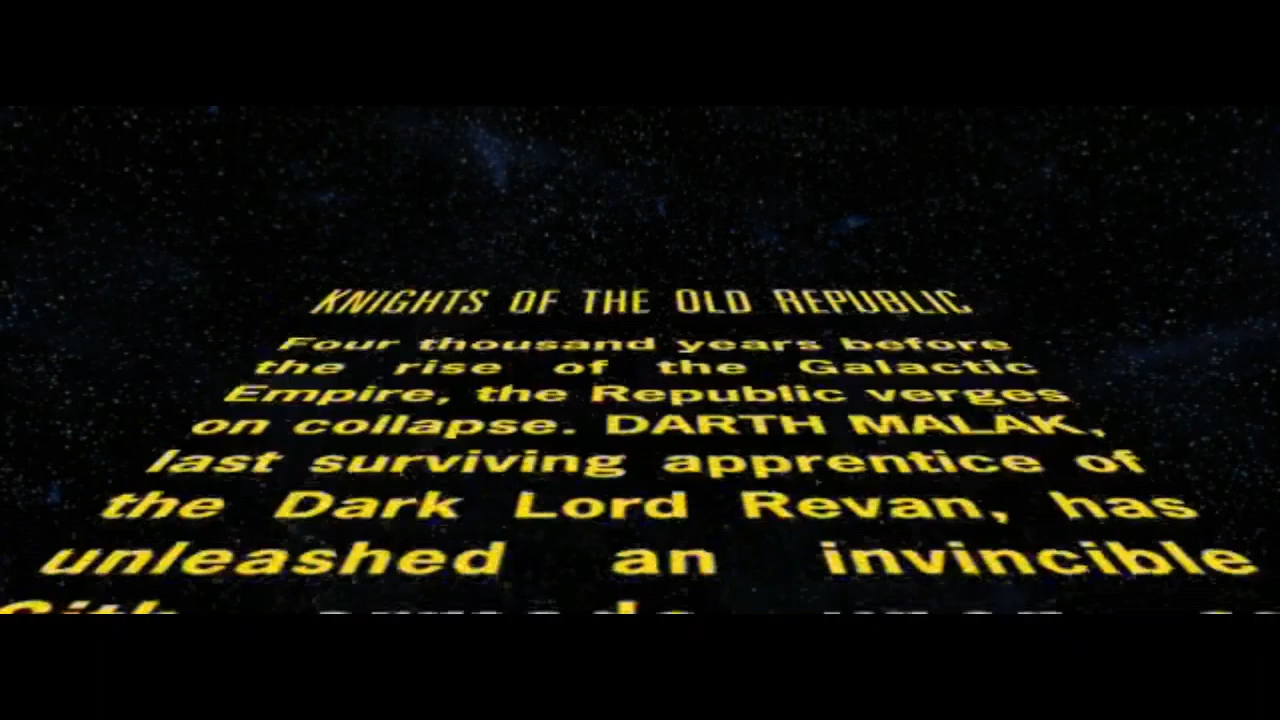 KNIGHTS OF THE OLD REPUBLIC
Four thousand years before
the rise of the Galactic
Empire, the Republic verges
on collapse. DARTH MALAK,
last surviving apprentice of
the Dark Lord Revan, has
unleashed an invincible
Sith